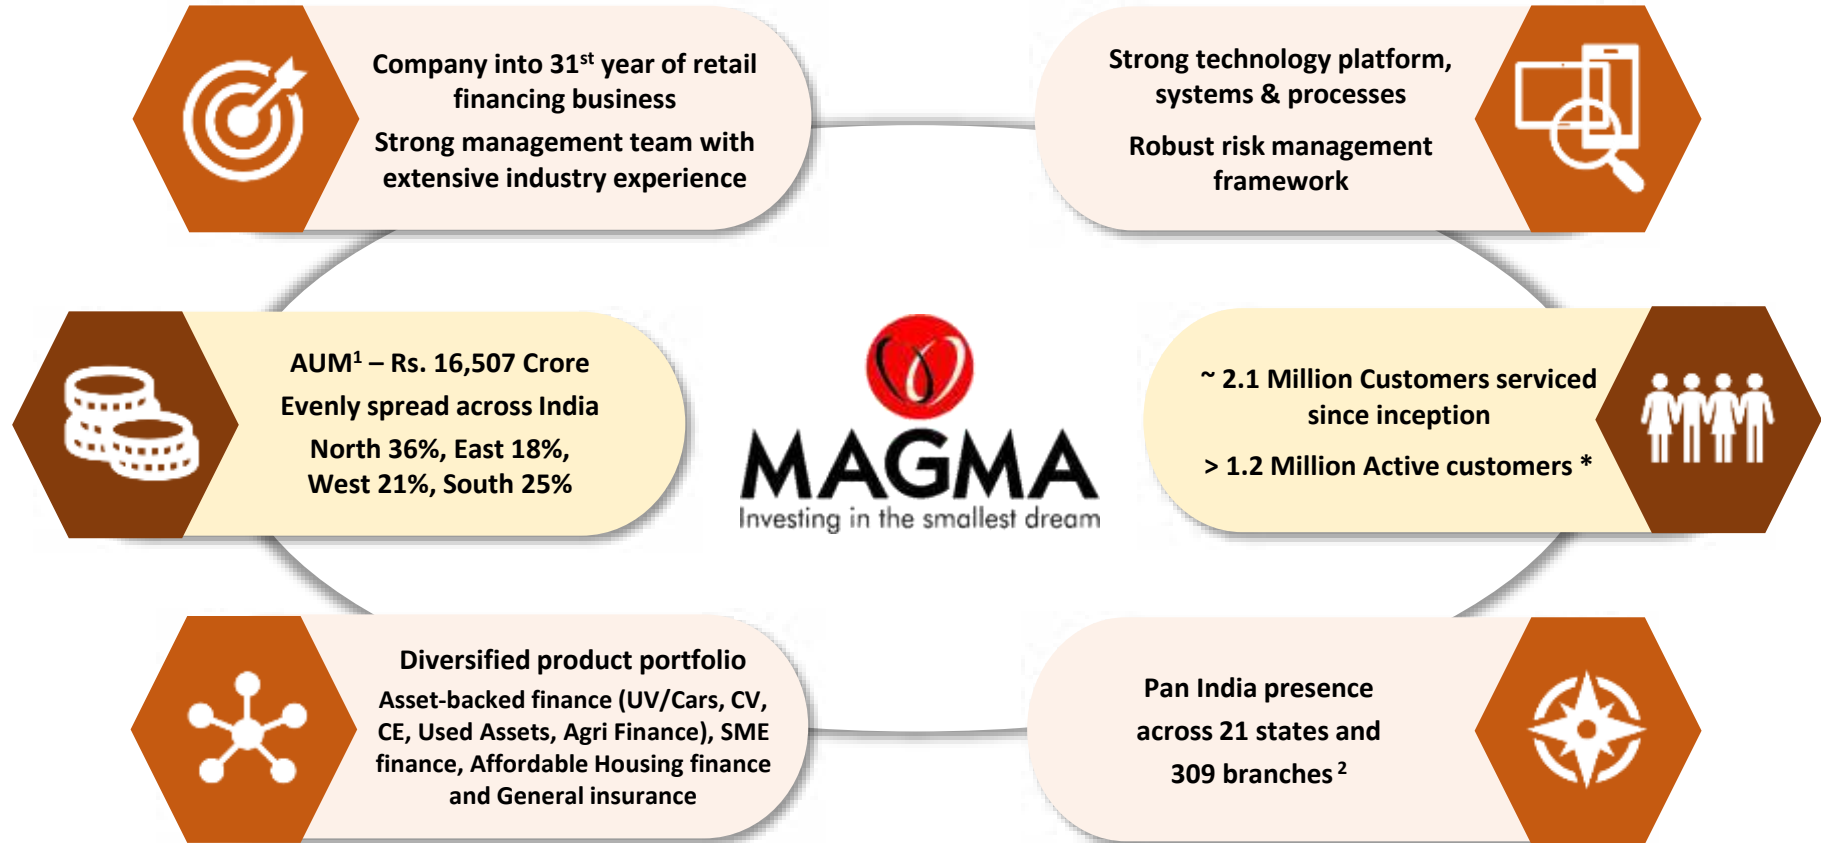 Company into 31st year of retail
financing business
Strong management team with
extensive industry experience
Strong technology platform,
systems & processes
Robust risk management
framework
AUM¹ – Rs. 16,507 Crore
Evenly spread across India
North 36%, East 18%,
West 21%, South 25%
MAGMA
Investing in the smallest dream
~ 2.1 Million Customers serviced
since inception
> 1.2 Million Active customers *
Diversified product portfolio
Asset-backed finance (UV/Cars, CV,
CE, Used Assets, Agri Finance), SME
finance, Affordable Housing finance
and General insurance
Pan India presence
across 21 states and
309 branches ²